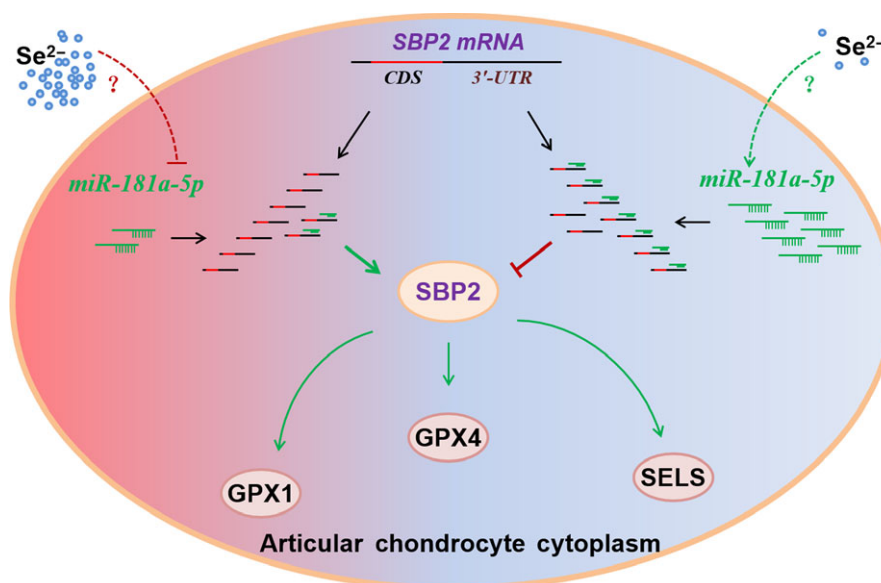 SBP2 mRNA
Se2–
Se2–
?
?
CDS
3'-UTR
miR-181a-5p
miR-181a-5p
SBP2
GPX4
GPX1
SELS
Articular chondrocyte cytoplasm